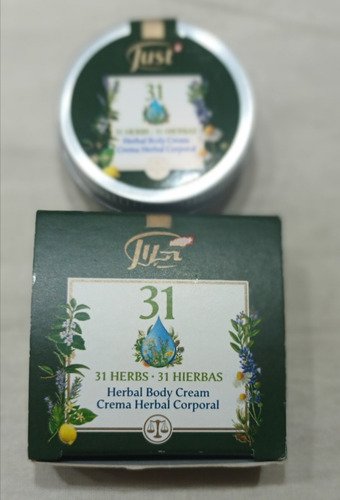 Just
31
31 HERBS · 31 HIERBAS
Herbal Body Cream
Crema Herbal Corporal
Just
31
31 HERBS · 31 HIERBAS
Herbal Body Cream
Crema Herbal Corporal